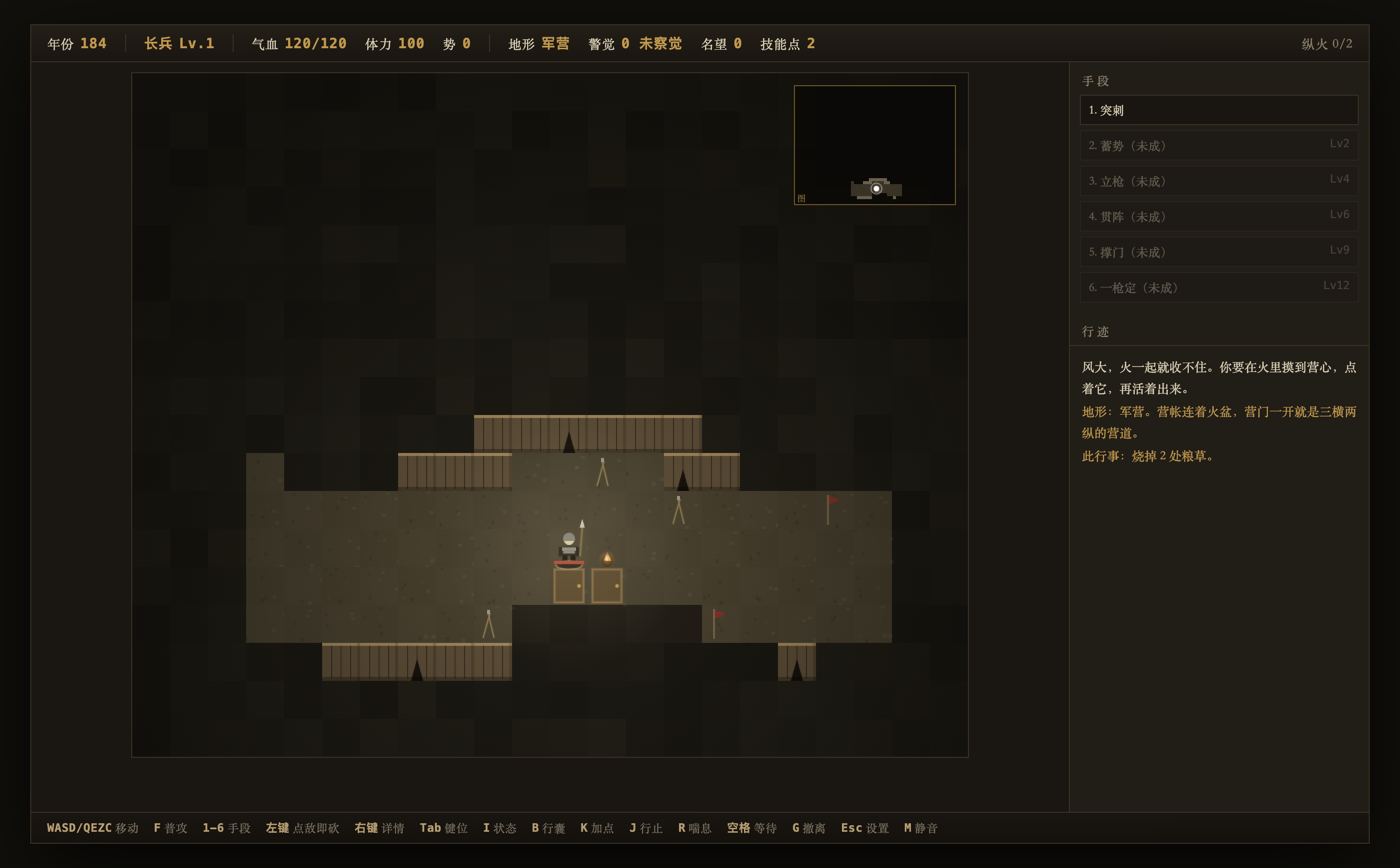 年份 184 长兵 Lv.1 气血 120/120 体力 100 势 0 地形 军营 警觉 0 未察觉 名望 0 技能点 2 纵火 0/2
图
手段
1. 突刺
2. 蓄势（未成） Lv2
3. 立枪（未成） Lv4
4. 贯阵（未成） Lv6
5. 撑门（未成） Lv9
6. 一枪定（未成） Lv12
行迹
风大，火一起就收不住。你要在火里摸到营心，点
着它，再活着出来。
地形：军营。营帐连着火盆，营门一开就是三横两
纵的营道。
此行事：烧掉 2 处粮草。
WASD/QEZC 移动 F 普攻 1–6 手段 左键 点敌即砍 右键 详情 Tab 键位 I 状态 B 行囊 K 加点 J 行止 R 喘息 空格 等待 G 撤离 Esc 设置 M 静音